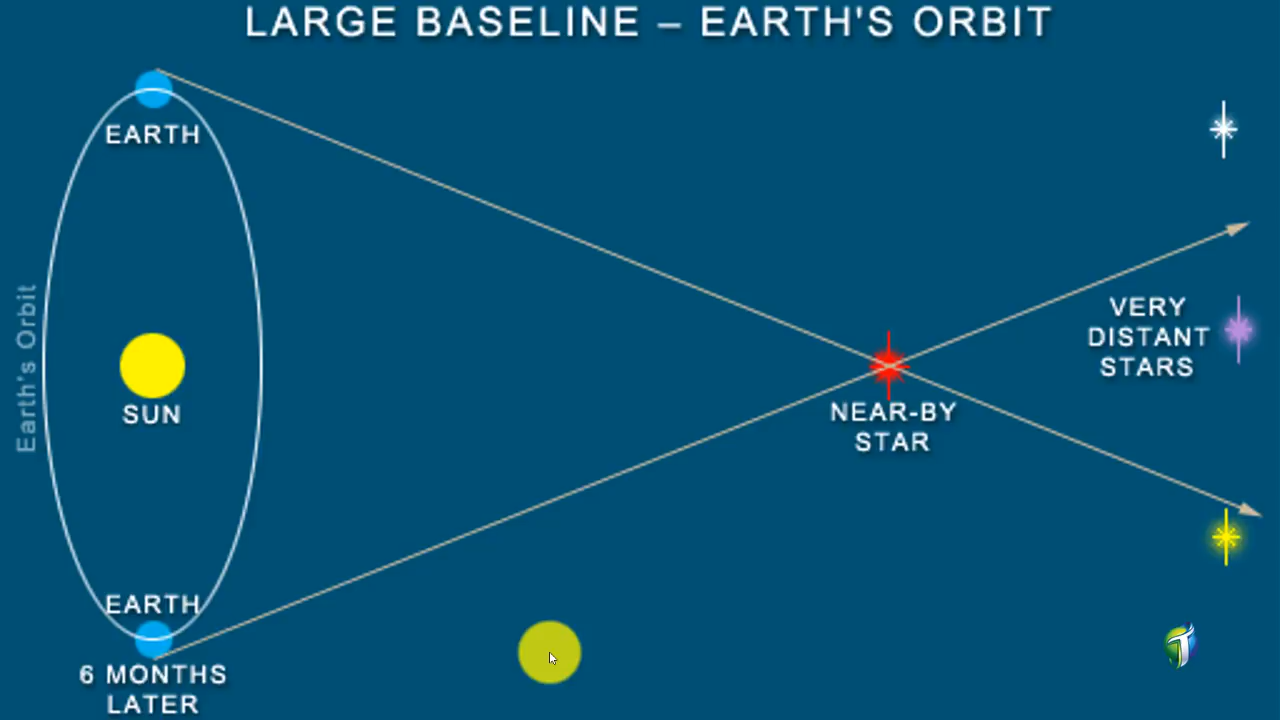 LARGE BASELINE – EARTH'S ORBIT
EARTH
Earth's Orbit
SUN
VERY
DISTANT
STARS
NEAR-BY
STAR
EARTH
6 MONTHS
LATER
T